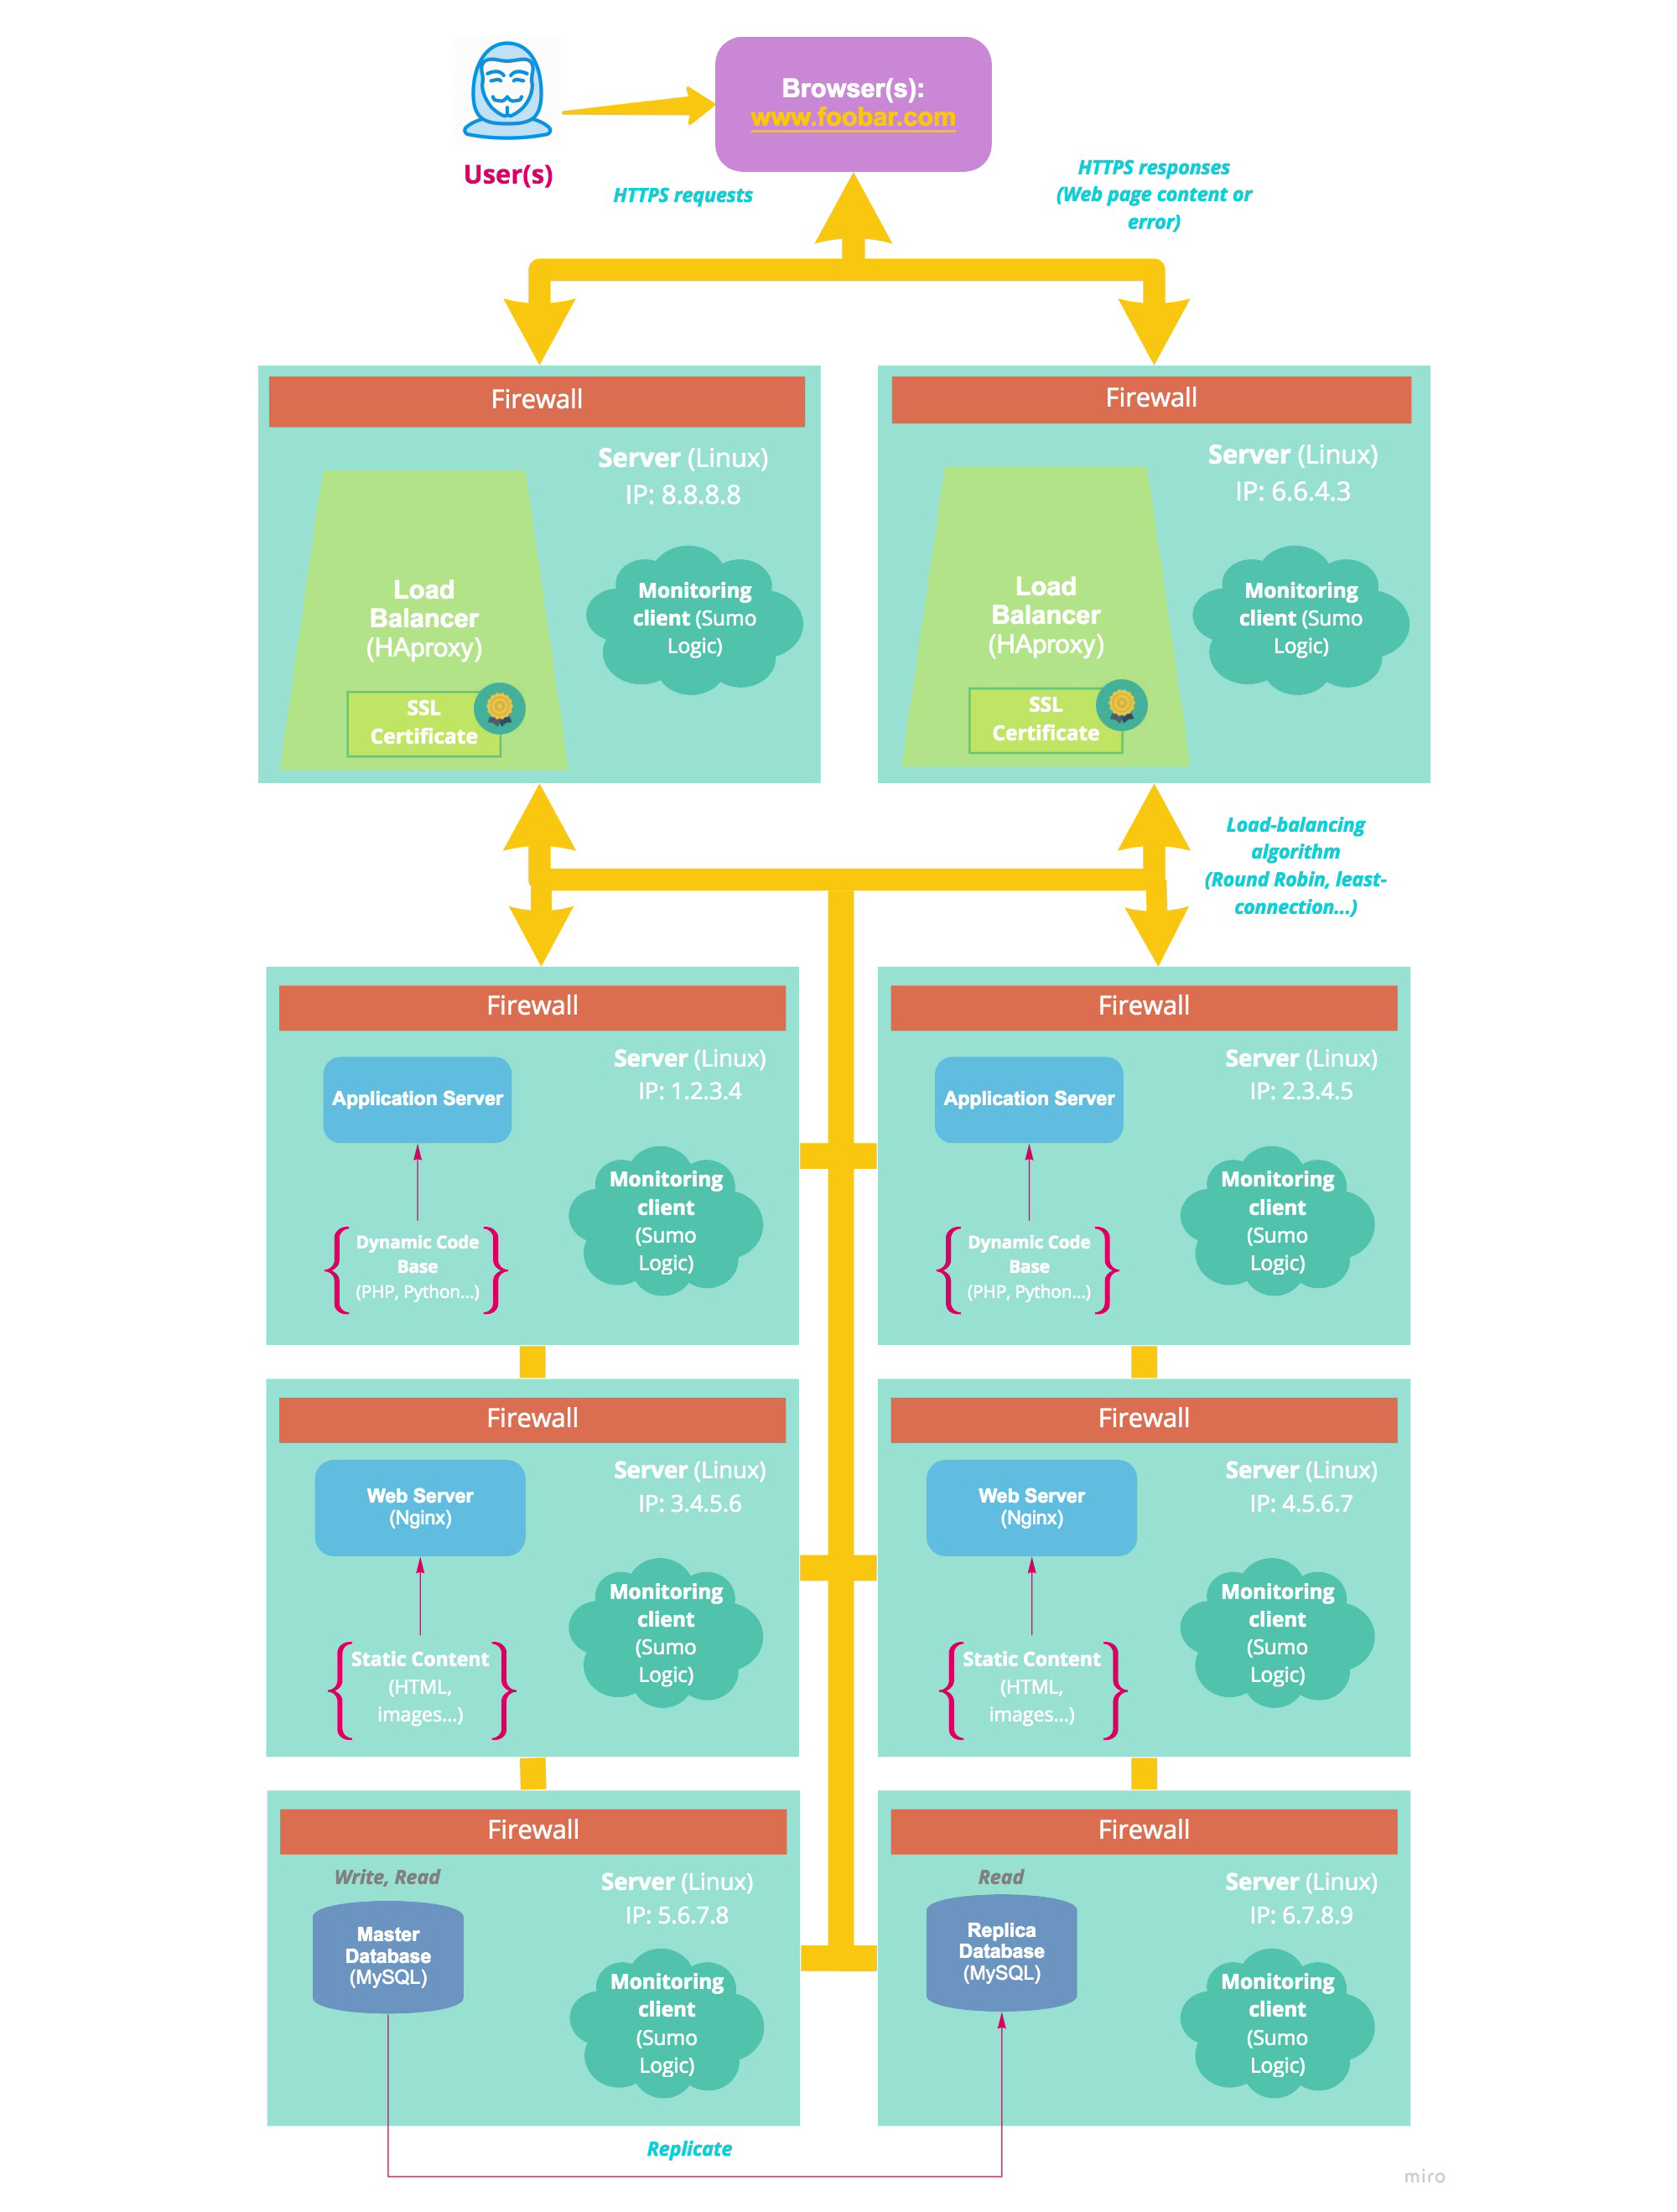 Browser(s):
www.foobar.com
User(s)
HTTPS requests
HTTPS responses
(Web page content or
error)
Firewall
Server (Linux)
IP: 8.8.8.8
Load
Balancer
(HAproxy)
Monitoring
client (Sumo
Logic)
SSL
Certificate
Firewall
Server (Linux)
IP: 6.6.4.3
Load
Balancer
(HAproxy)
Monitoring
client (Sumo
Logic)
SSL
Certificate
Load-balancing
algorithm
(Round Robin, least-
connection...)
Firewall
Server (Linux)
IP: 1.2.3.4
Application Server
Monitoring
client
(Sumo
Logic)
Dynamic Code
Base
(PHP, Python...)
Firewall
Server (Linux)
IP: 2.3.4.5
Application Server
Monitoring
client
(Sumo
Logic)
Dynamic Code
Base
(PHP, Python...)
Firewall
Server (Linux)
IP: 3.4.5.6
Web Server
(Nginx)
Monitoring
client
(Sumo
Logic)
Static Content
(HTML,
images...)
Firewall
Server (Linux)
IP: 4.5.6.7
Web Server
(Nginx)
Monitoring
client
(Sumo
Logic)
Static Content
(HTML,
images...)
Firewall
Write, Read
Server (Linux)
IP: 5.6.7.8
Master
Database
(MySQL)
Monitoring
client
(Sumo
Logic)
Firewall
Read
Server (Linux)
IP: 6.7.8.9
Replica
Database
(MySQL)
Monitoring
client
(Sumo
Logic)
Replicate
miro